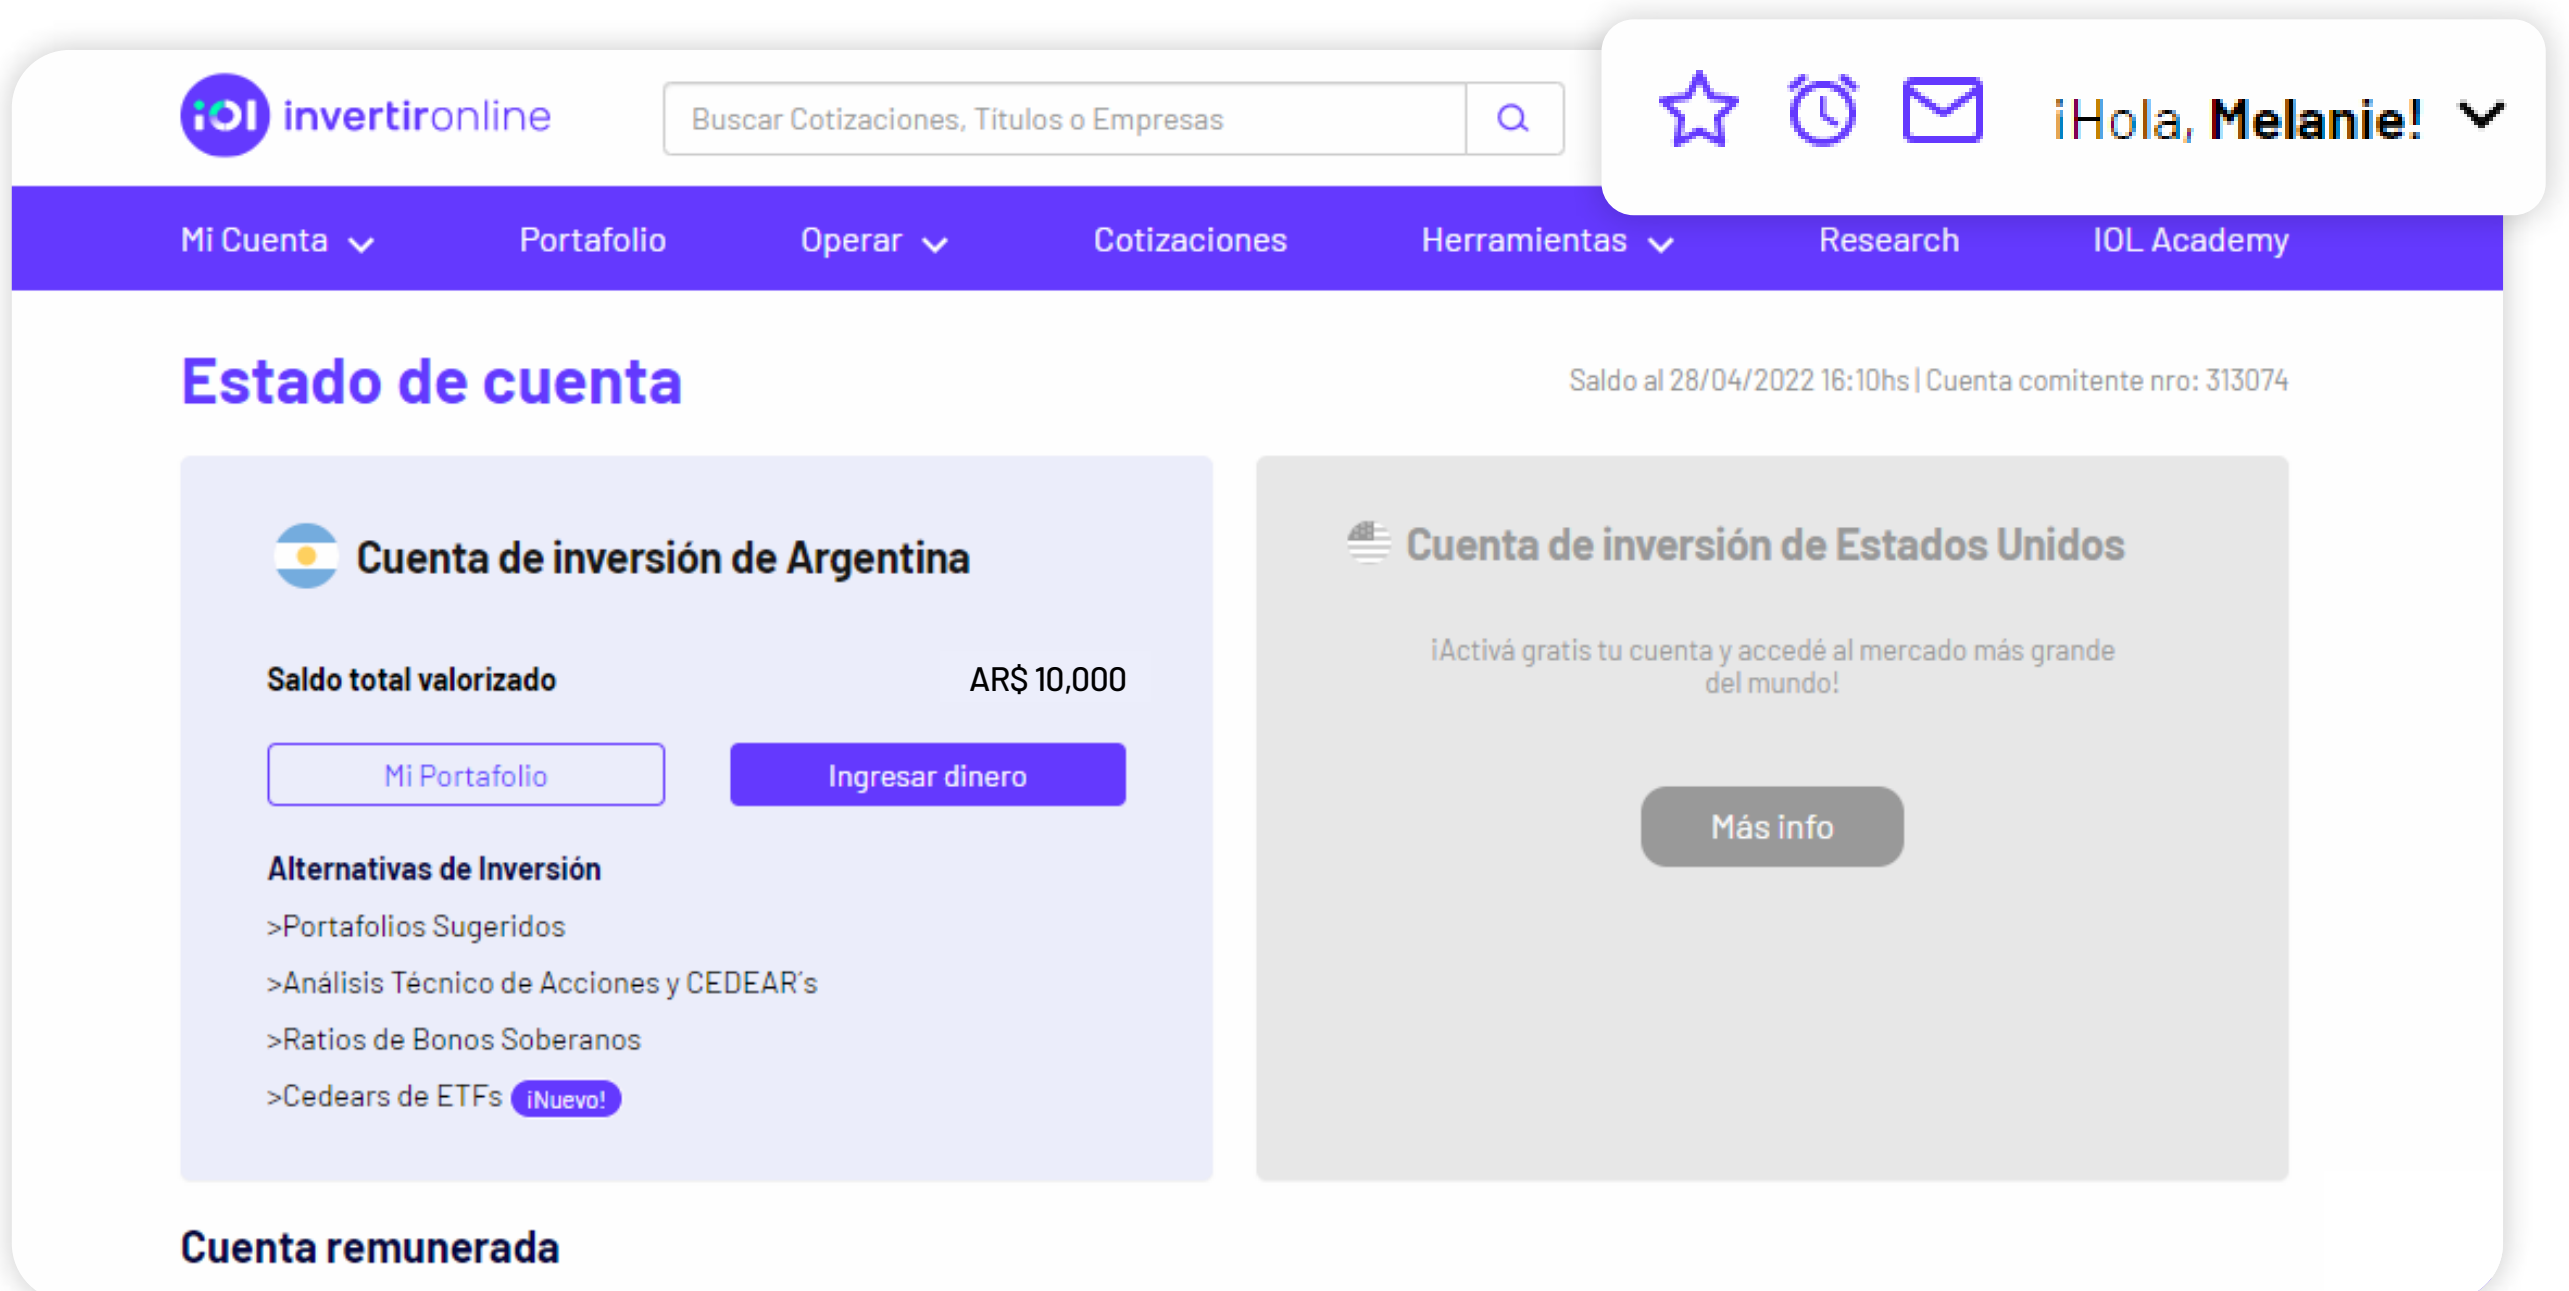 iol invertironline
Buscar Cotizaciones, Títulos o Empresas
¡Hola, Melanie!
Mi Cuenta
Portafolio
Operar
Cotizaciones
Herramientas
Research
IOL Academy
Estado de cuenta
Saldo al 28/04/2022 16:10hs | Cuenta comitente nro: 313074
Cuenta de inversión de Argentina
Saldo total valorizado
AR$ 10,000
Mi Portafolio
Ingresar dinero
Alternativas de Inversión
>Portafolios Sugeridos
>Análisis Técnico de Acciones y CEDEAR´s
>Ratios de Bonos Soberanos
>Cedears de ETFs ¡Nuevo!
Cuenta de inversión de Estados Unidos
¡Activá gratis tu cuenta y accedé al mercado más grande
del mundo!
Más info
Cuenta remunerada